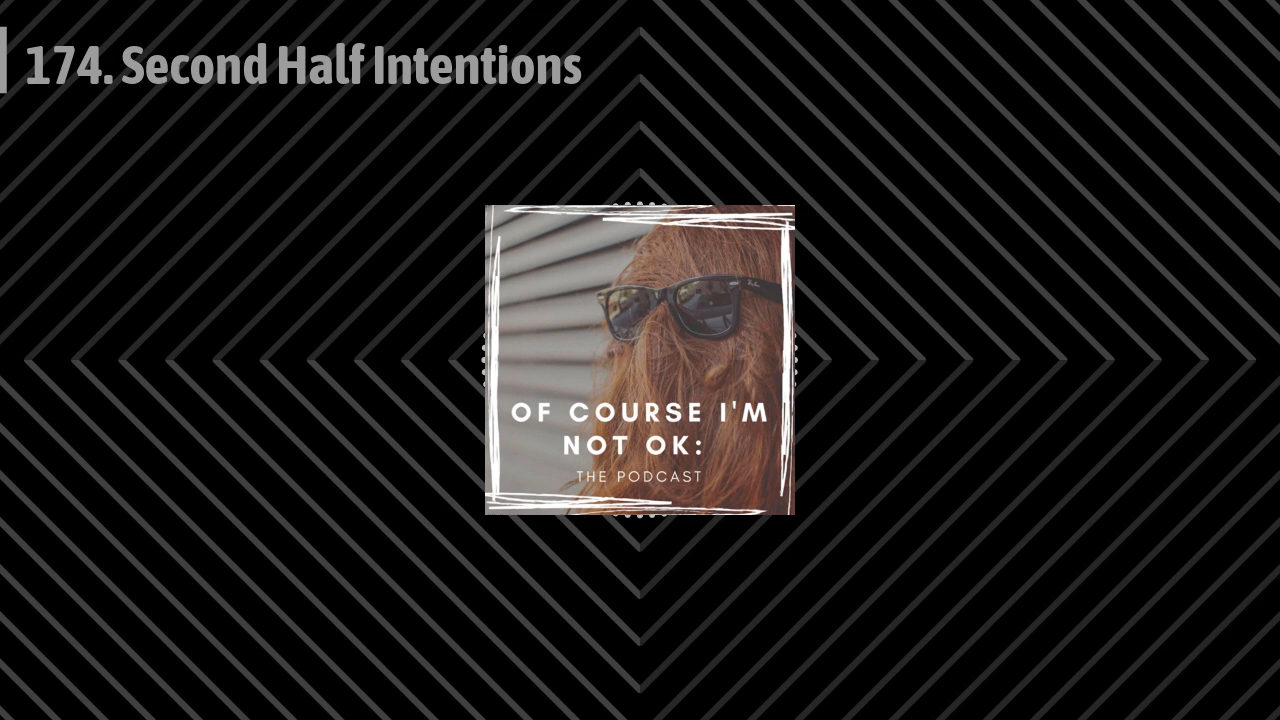 174. Second Half Intentions
OF COURSE I'M
NOT OK:
THE PODCAST